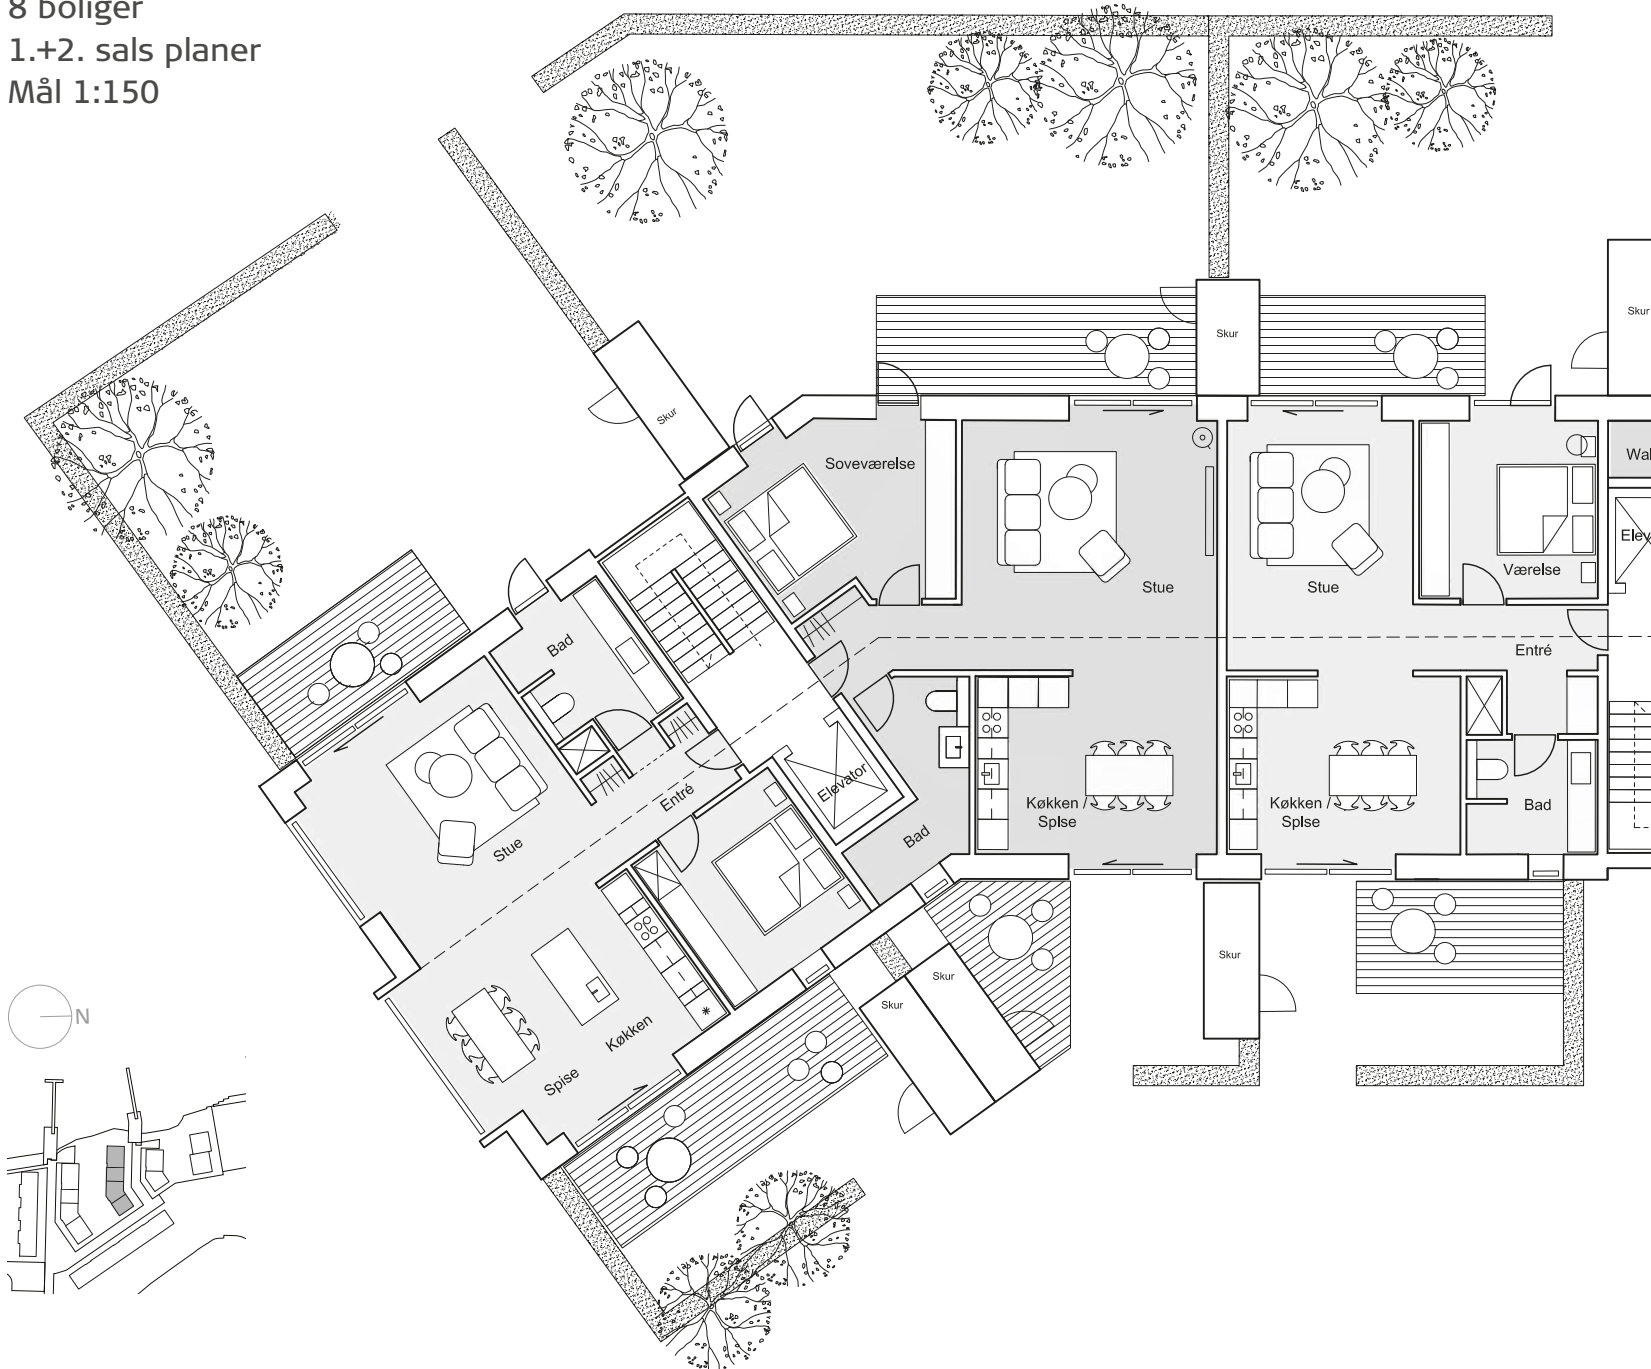 8 boliger
1.+2. sals planer
Mål 1:150
Skur
Skur
Skur
Soveværelse
Stue
Stue
Værelse
Wal
Elev
Entré
Bad
Entré
Elevator
Stue
Bad
Køkken /
Spise
Køkken /
Spise
Bad
Skur
Skur
Skur
Køkken
Spise
N